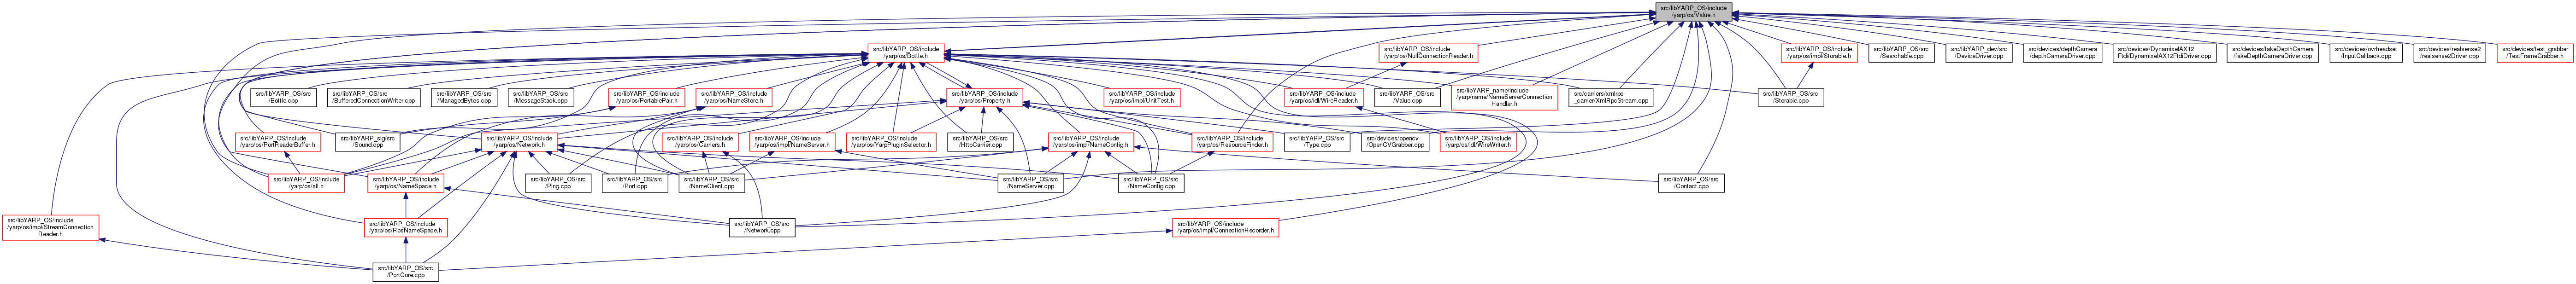 src/libYARP_OS/include
/yarp/os/Value.h
src/libYARP_OS/include
/yarp/os/Bottle.h
src/libYARP_OS/include
/yarp/os/NullConnectionReader.h
src/libYARP_OS/include
/yarp/os/impl/Storable.h
src/libYARP_OS/src
/Searchable.cpp
src/libYARP_dev/src
/DeviceDriver.cpp
src/devices/depthCamera
/depthCameraDriver.cpp
src/devices/DynamixelAX12
Ftdi/DynamixelAX12FtdiDriver.cpp
src/devices/fakeDepthCamera
/fakeDepthCameraDriver.cpp
src/devices/ovrheadset
/InputCallback.cpp
src/devices/realsense2
/realsense2Driver.cpp
src/devices/test_grabber
/TestFrameGrabber.h
src/libYARP_OS/src
/Bottle.cpp
src/libYARP_OS/src
/BufferedConnectionWriter.cpp
src/libYARP_OS/src
/ManagedBytes.cpp
src/libYARP_OS/src
/MessageStack.cpp
src/libYARP_OS/include
/yarp/os/PortablePair.h
src/libYARP_OS/include
/yarp/os/NameStore.h
src/libYARP_OS/include
/yarp/os/Property.h
src/libYARP_OS/include
/yarp/os/impl/UnitTest.h
src/libYARP_OS/include
/yarp/os/idl/WireReader.h
src/libYARP_OS/src
/Value.cpp
src/libYARP_name/include
/yarp/name/NameServerConnection
Handler.h
src/carriers/xmlrpc
_carrier/XmlRpcStream.cpp
src/libYARP_OS/src
/Storable.cpp
src/libYARP_OS/include
/yarp/os/PortReaderBuffer.h
src/libYARP_sig/src
/Sound.cpp
src/libYARP_OS/include
/yarp/os/Network.h
src/libYARP_OS/include
/yarp/os/Carriers.h
src/libYARP_OS/include
/yarp/os/impl/NameServer.h
src/libYARP_OS/include
/yarp/os/YarpPluginSelector.h
src/libYARP_OS/src
/HttpCarrier.cpp
src/libYARP_OS/include
/yarp/os/impl/NameConfig.h
src/libYARP_OS/include
/yarp/os/ResourceFinder.h
src/libYARP_OS/src
/Type.cpp
src/devices/opencv
/OpenCVGrabber.cpp
src/libYARP_OS/include
/yarp/os/idl/WireWriter.h
src/libYARP_OS/include
/yarp/os/all.h
src/libYARP_OS/include
/yarp/os/NameSpace.h
src/libYARP_OS/src
/Ping.cpp
src/libYARP_OS/src
/Port.cpp
src/libYARP_OS/src
/NameClient.cpp
src/libYARP_OS/src
/NameServer.cpp
src/libYARP_OS/src
/NameConfig.cpp
src/libYARP_OS/src
/Contact.cpp
src/libYARP_OS/include
/yarp/os/impl/StreamConnection
Reader.h
src/libYARP_OS/include
/yarp/os/RosNameSpace.h
src/libYARP_OS/src
/Network.cpp
src/libYARP_OS/include
/yarp/os/impl/ConnectionRecorder.h
src/libYARP_OS/src
/PortCore.cpp